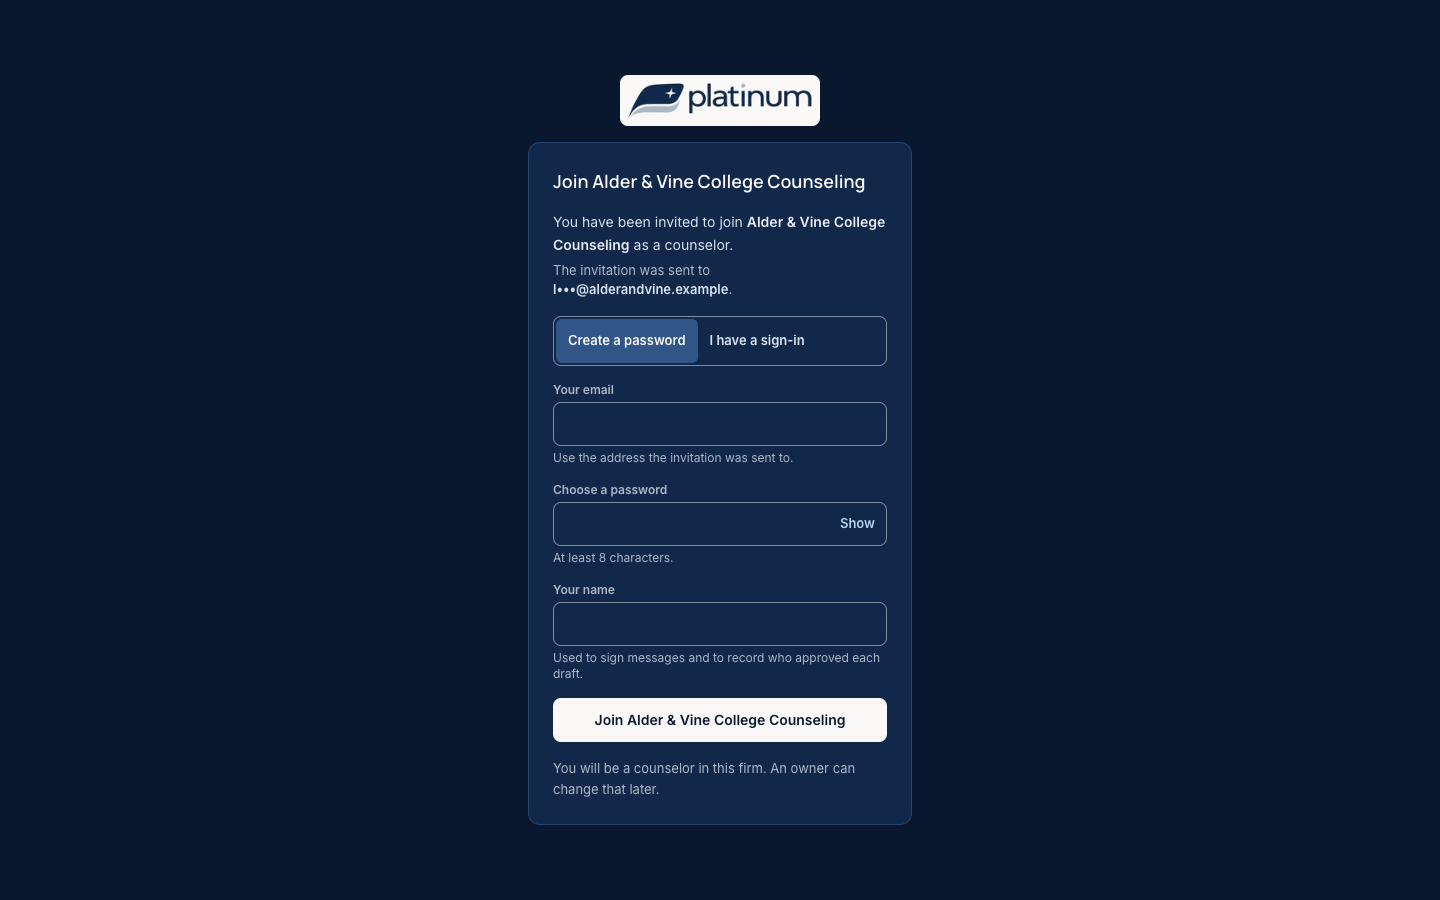 platinum
Join Alder & Vine College Counseling
You have been invited to join Alder & Vine College
Counseling as a counselor.
The invitation was sent to
l•••@alderandvine.example.
Create a password
I have a sign-in
Your email
Use the address the invitation was sent to.
Choose a password
Show
At least 8 characters.
Your name
Used to sign messages and to record who approved each
draft.
Join Alder & Vine College Counseling
You will be a counselor in this firm. An owner can
change that later.